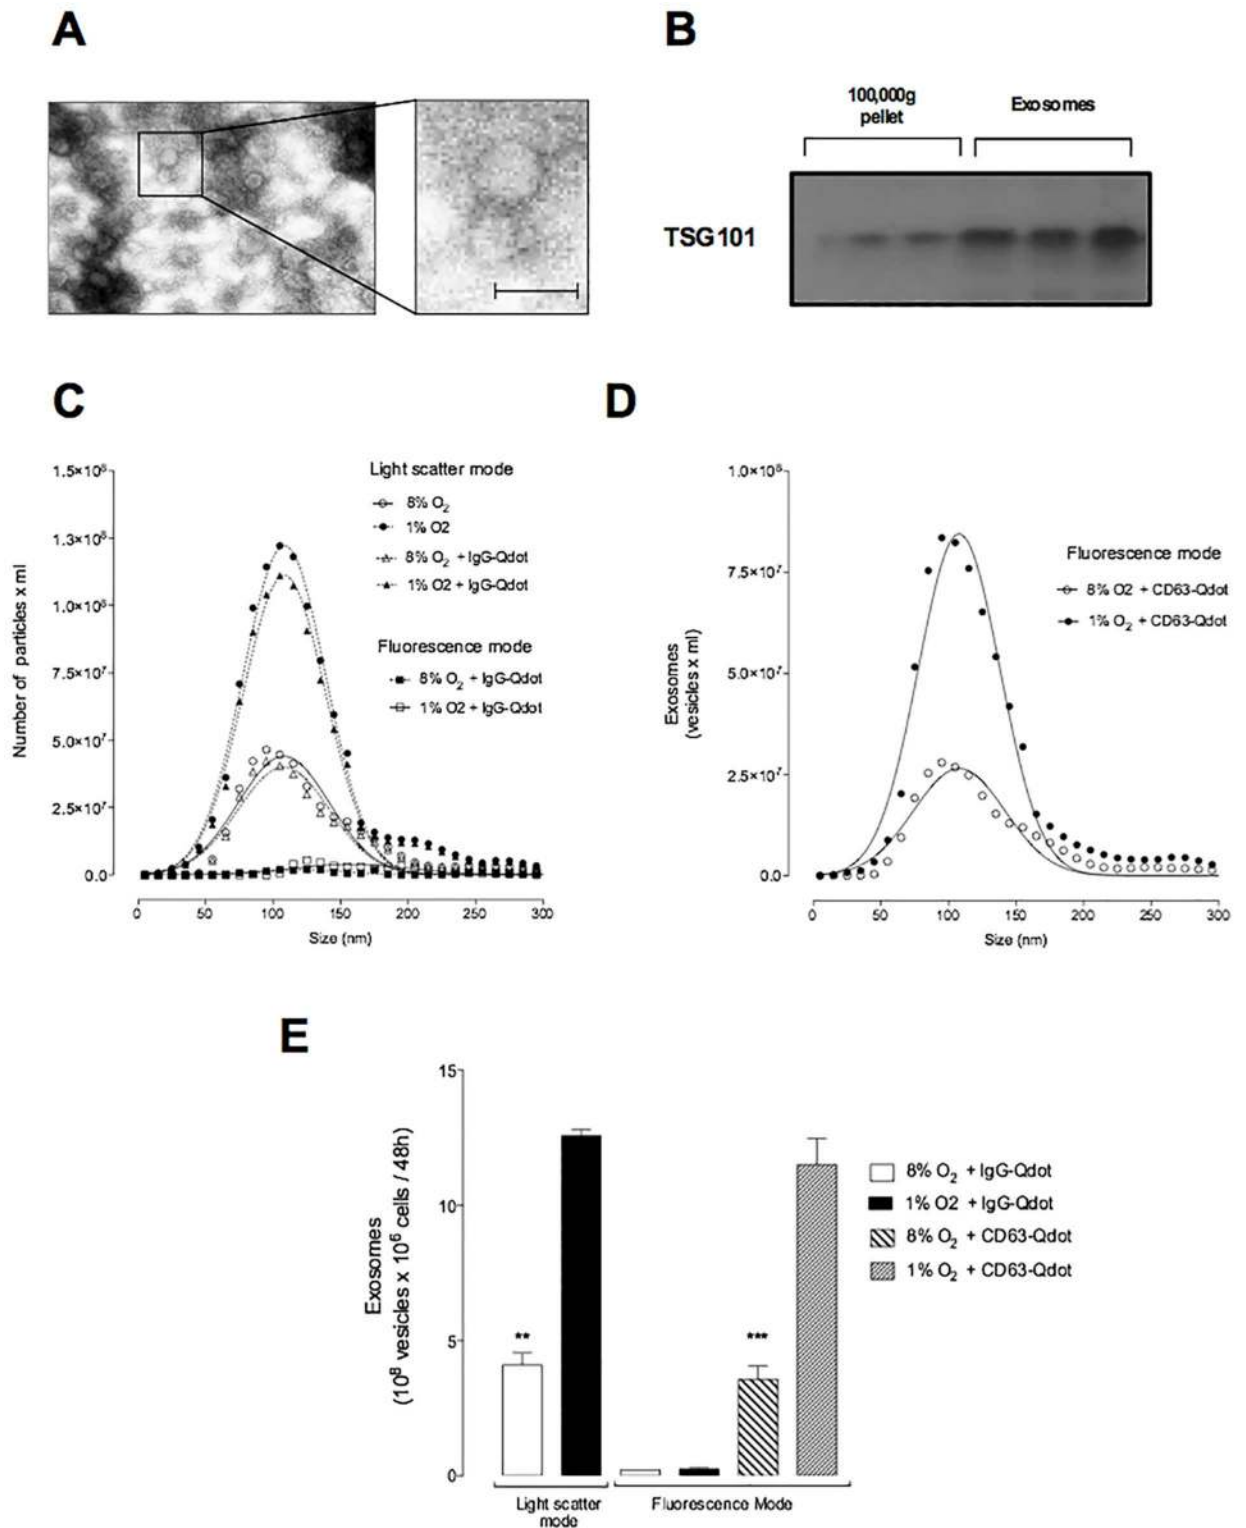 A
B
100,000g
pellet
Exosomes
TSG101
C
D
Number of particles x ml
1.5×10⁸
1.3×10⁸
1.0×10⁸
7.5×10⁷
5.0×10⁷
2.5×10⁷
0.0
0 50 100 150 200 250 300
Size (nm)
Light scatter mode
8% O₂
1% O2
8% O₂ + IgG-Qdot
1% O2 + IgG-Qdot
Fluorescence mode
8% O₂ + IgG-Qdot
1% O2 + IgG-Qdot
Exosomes
(vesicles x ml)
1.0×10⁸
7.5×10⁷
5.0×10⁷
2.5×10⁷
0.0
0 50 100 150 200 250 300
Size (nm)
Fluorescence mode
8% O2 + CD63-Qdot
1% O₂ + CD63-Qdot
E
Exosomes
(10⁸ vesicles x 10⁶ cells / 48h)
15
10
5
0
**
***
Light scatter
mode
Fluorescence Mode
8% O₂ + IgG-Qdot
1% O2 + IgG-Qdot
8% O₂ + CD63-Qdot
1% O₂ + CD63-Qdot